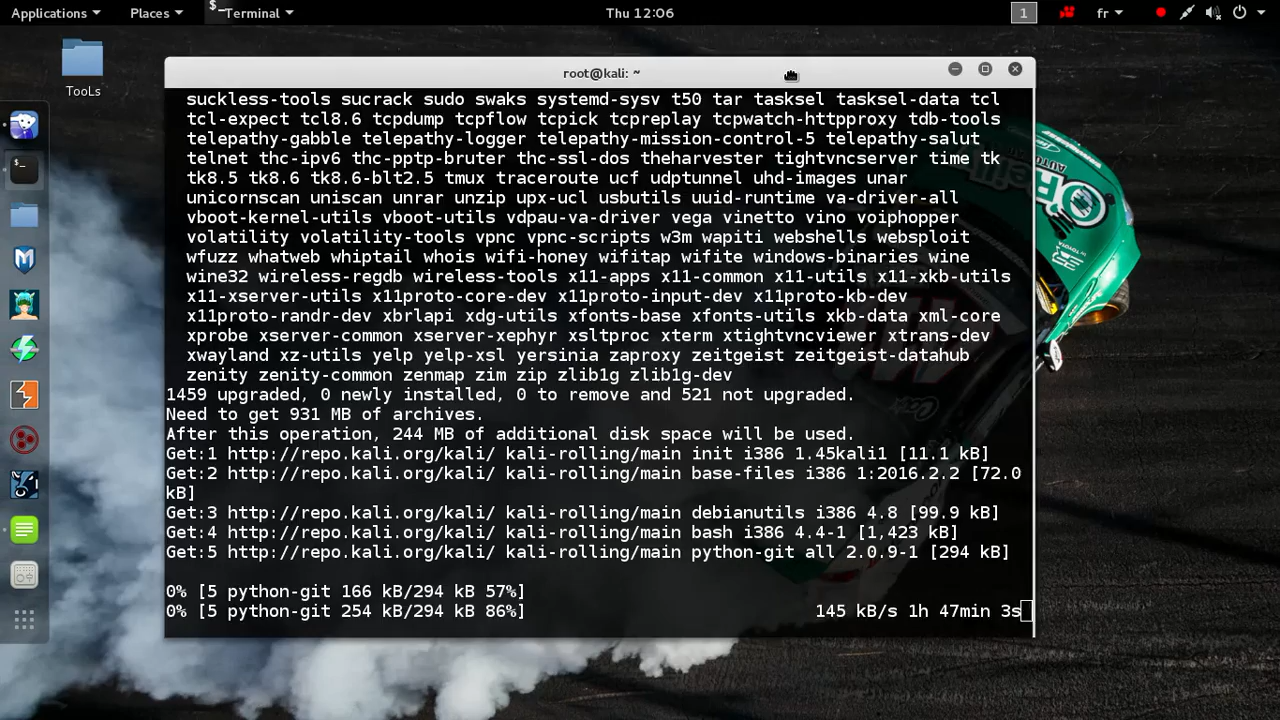 Applications Places Terminal Thu 12:06 1 fr
TooLs
root@kali: ~
suckless-tools sucrack sudo swaks systemd-sysv t50 tar tasksel tasksel-data tcl
tcl-expect tcl8.6 tcpdump tcpflow tcpick tcpreplay tcpwatch-httpproxy tdb-tools
telepathy-gabble telepathy-logger telepathy-mission-control-5 telepathy-salut
telnet thc-ipv6 thc-pptp-bruter thc-ssl-dos theharvester tightvncserver time tk
tk8.5 tk8.6 tk8.6-blt2.5 tmux traceroute ucf udptunnel uhd-images unar
unicornscan uniscan unrar unzip upx-ucl usbutils uuid-runtime va-driver-all
vboot-kernel-utils vboot-utils vdpau-va-driver vega vinetto vino voiphopper
volatility volatility-tools vpnc vpnc-scripts w3m wapiti webshells websploit
wfuzz whatweb whiptail whois wifi-honey wifitap wifite windows-binaries wine
wine32 wireless-regdb wireless-tools x11-apps x11-common x11-utils x11-xkb-utils
x11-xserver-utils x11proto-core-dev x11proto-input-dev x11proto-kb-dev
x11proto-randr-dev xbrlapi xdg-utils xfonts-base xfonts-utils xkb-data xml-core
xprobe xserver-common xserver-xephyr xsltproc xterm xtightvncviewer xtrans-dev
xwayland xz-utils yelp yelp-xsl yersinia zaproxy zeitgeist zeitgeist-datahub
zenity zenity-common zenmap zim zip zlib1g zlib1g-dev
1459 upgraded, 0 newly installed, 0 to remove and 521 not upgraded.
Need to get 931 MB of archives.
After this operation, 244 MB of additional disk space will be used.
Get:1 http://repo.kali.org/kali/ kali-rolling/main init i386 1.45kali1 [11.1 kB]
Get:2 http://repo.kali.org/kali/ kali-rolling/main base-files i386 1:2016.2.2 [72.0
kB]
Get:3 http://repo.kali.org/kali/ kali-rolling/main debianutils i386 4.8 [99.9 kB]
Get:4 http://repo.kali.org/kali/ kali-rolling/main bash i386 4.4-1 [1,423 kB]
Get:5 http://repo.kali.org/kali/ kali-rolling/main python-git all 2.0.9-1 [294 kB]
0% [5 python-git 166 kB/294 kB 57%]
0% [5 python-git 254 kB/294 kB 86%] 145 kB/s 1h 47min 3s